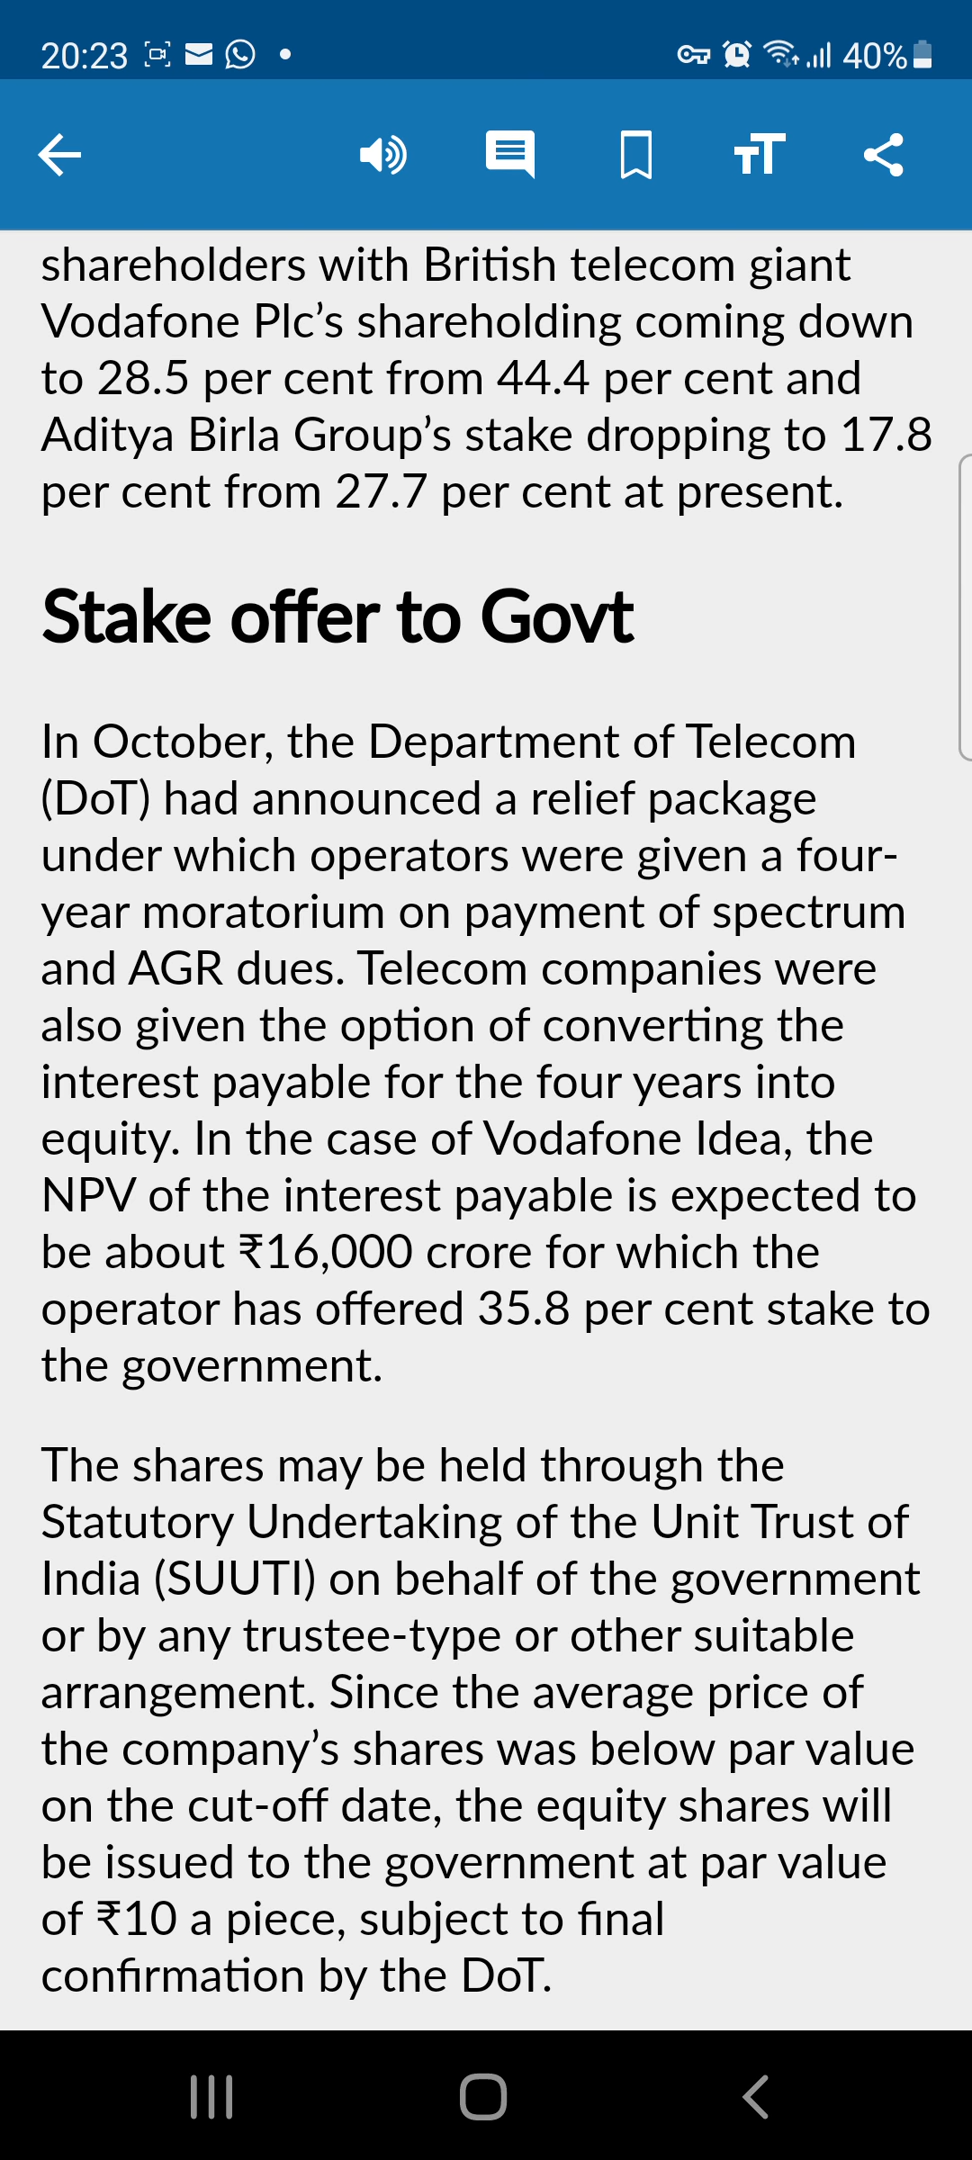 20:23
40%
shareholders with British telecom giant
Vodafone Plc’s shareholding coming down
to 28.5 per cent from 44.4 per cent and
Aditya Birla Group’s stake dropping to 17.8
per cent from 27.7 per cent at present.
Stake offer to Govt
In October, the Department of Telecom
(DoT) had announced a relief package
under which operators were given a four-
year moratorium on payment of spectrum
and AGR dues. Telecom companies were
also given the option of converting the
interest payable for the four years into
equity. In the case of Vodafone Idea, the
NPV of the interest payable is expected to
be about ₹16,000 crore for which the
operator has offered 35.8 per cent stake to
the government.
The shares may be held through the
Statutory Undertaking of the Unit Trust of
India (SUUTI) on behalf of the government
or by any trustee-type or other suitable
arrangement. Since the average price of
the company’s shares was below par value
on the cut-off date, the equity shares will
be issued to the government at par value
of ₹10 a piece, subject to final
confirmation by the DoT.